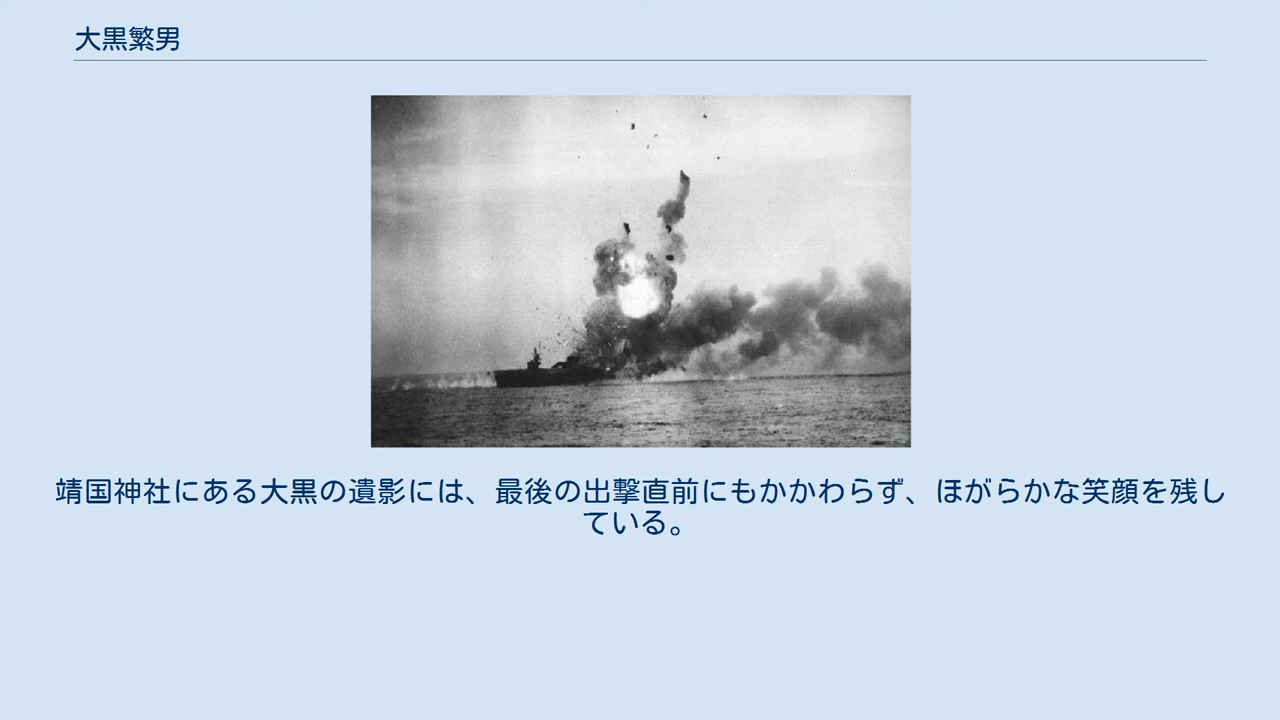 大黒繁男
靖国神社にある大黒の遺影には、最後の出撃直前にもかかわらず、ほがらかな笑顔を残し
ている。